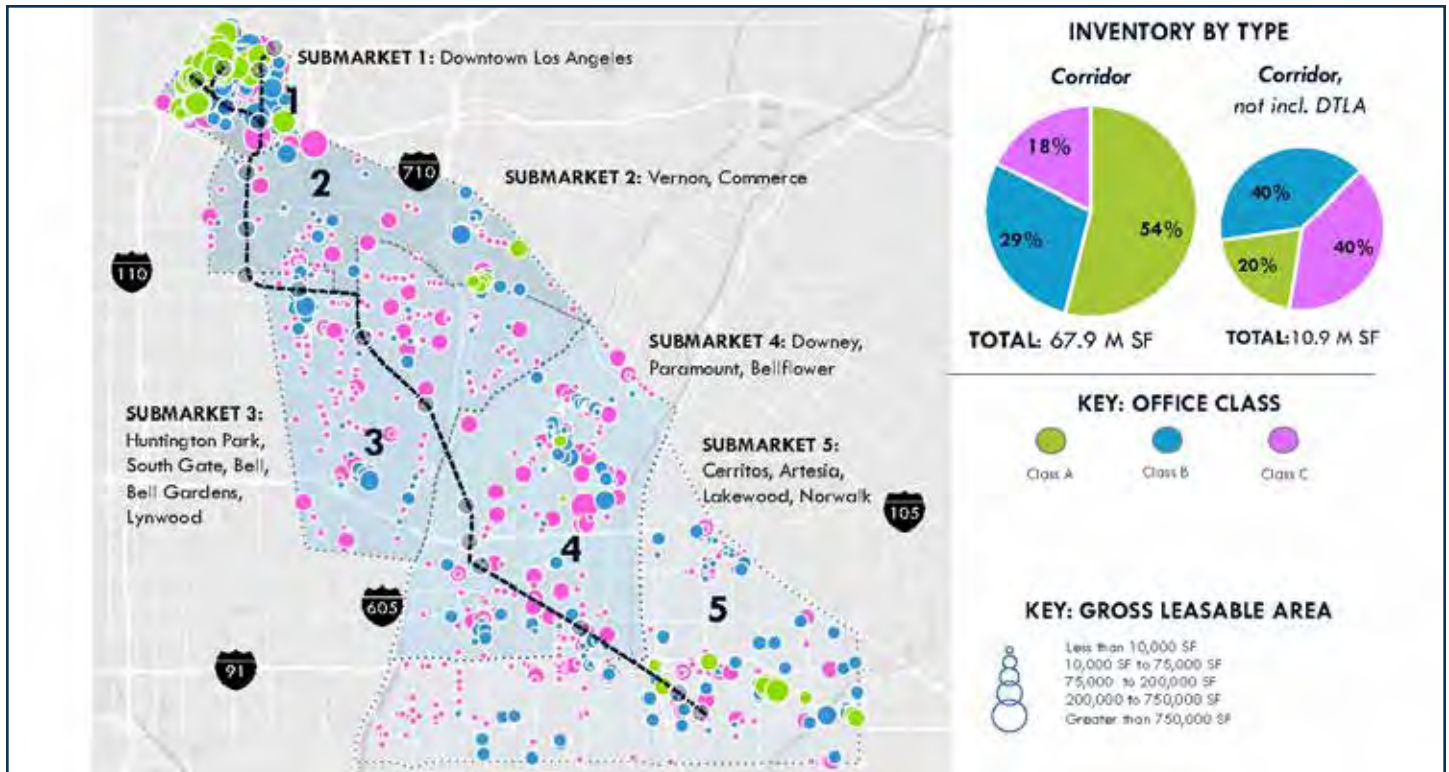 SUBMARKET 1: Downtown Los Angeles
1
2
710
SUBMARKET 2: Vernon, Commerce
110
SUBMARKET 4: Downey,
Paramount, Bellflower
SUBMARKET 3:
Huntington Park,
South Gate, Bell,
Bell Gardens,
Lynwood
3
SUBMARKET 5:
Cerritos, Artesia,
Lakewood, Norwalk
105
4
605
5
91
INVENTORY BY TYPE
Corridor
18%
29%
54%
TOTAL: 67.9 M SF
Corridor,
not incl. DTLA
40%
20%
40%
TOTAL:10.9 M SF
KEY: OFFICE CLASS
Class A
Class B
Class C
KEY: GROSS LEASABLE AREA
Less than 10,000 SF
10,000 SF to 75,000 SF
75,000 to 200,000 SF
200,000 to 750,000 SF
Greater than 750,000 SF